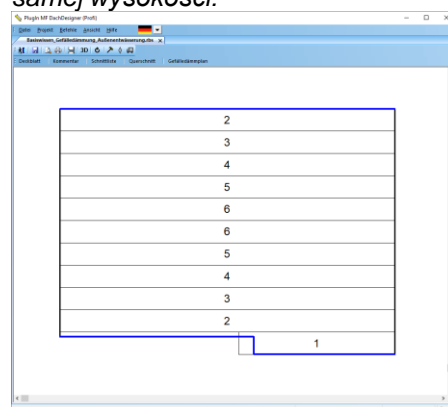 samej wysokości.
PlugIn MF DachDesigner (Profi)
Datei Projekt Befehle Ansicht Hilfe
Basiswissen_Gefälledämmung_Außenentwässerung.dbs x
3D
Deckblatt Kommentar Schnittliste Querschnitt Gefälledämmplan
2
3
4
5
6
6
5
4
3
2
1